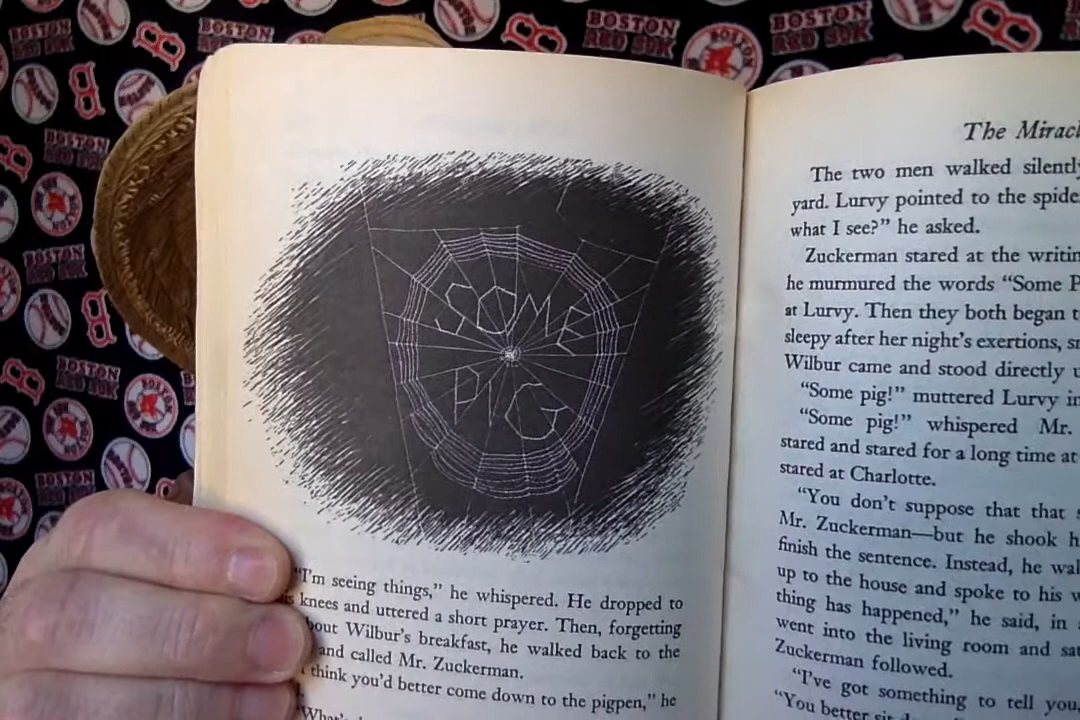 BOSTON
RED SOX
SOME
PIG
"I'm seeing things," he whispered. He dropped to
knees and uttered a short prayer. Then, forgetting
about Wilbur's breakfast, he walked back to the
and called Mr. Zuckerman.
think you'd better come down to the pigpen," he
The Mirac
The two men walked silently
yard. Lurvy pointed to the spide
what I see?" he asked.
Zuckerman stared at the writin
he murmured the words "Some P
at Lurvy. Then they both began t
sleepy after her night's exertions, sm
Wilbur came and stood directly u
"Some pig!" muttered Lurvy in
"Some pig!" whispered Mr.
stared and stared for a long time at
stared at Charlotte.
"You don't suppose that that s
Mr. Zuckerman—but he shook h
finish the sentence. Instead, he wal
up to the house and spoke to his w
thing has happened," he said, in a
went into the living room and sat
Zuckerman followed.
"I've got something to tell you,
"You better sit